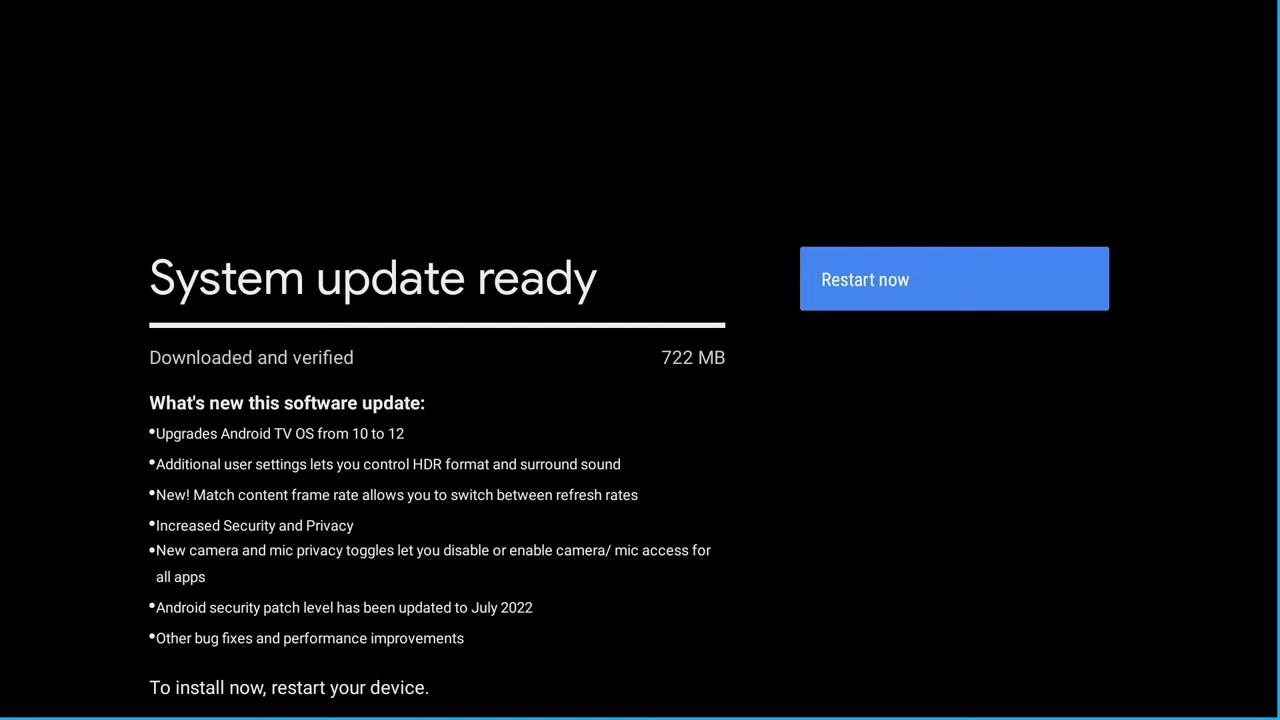 System update ready
Restart now
Downloaded and verified 722 MB
What's new this software update:
•Upgrades Android TV OS from 10 to 12
•Additional user settings lets you control HDR format and surround sound
•New! Match content frame rate allows you to switch between refresh rates
•Increased Security and Privacy
•New camera and mic privacy toggles let you disable or enable camera/ mic access for
all apps
•Android security patch level has been updated to July 2022
•Other bug fixes and performance improvements
To install now, restart your device.